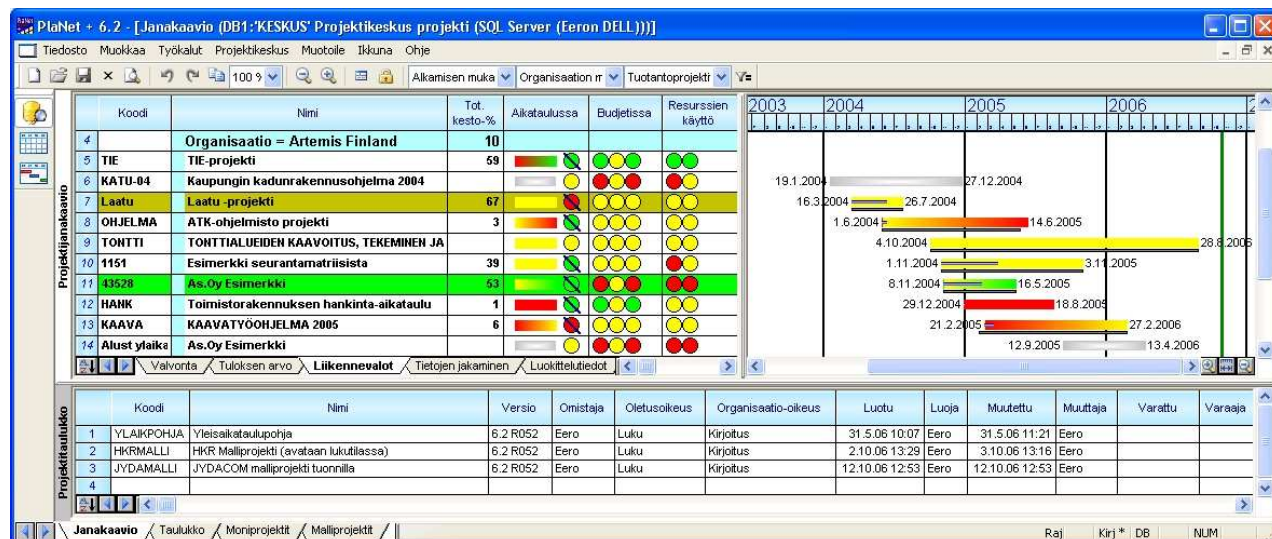 PlaNet + 6.2 - [Janakaavio (DB1:'KESKUS' Projektikeskus projekti (SQL Server (Eeron DELL)))]
Tiedosto Muokkaa Työkalut Projektikeskus Muotoile Ikkuna Ohje
100 % Alkamisen muka Organisaation m Tuotantoprojekti
Koodi Nimi Tot. kesto-% Aikataulussa Budjetissa Resurssien käyttö 2003 2004 2005 2006
Projektijanakaavio
4 Organisaatio = Artemis Finland 10
5 TIE TIE-projekti 59
6 KATU-04 Kaupungin kadunrakennusohjelma 2004 19.1.2004 27.12.2004
7 Laatu Laatu -projekti 67 16.3.2004 26.7.2004
8 OHJELMA ATK-ohjelmisto projekti 3 1.6.2004 14.6.2005
9 TONTTI TONTTIALUEIDEN KAAVOITUS, TEKEMINEN JA 4.10.2004 28.8.2006
10 1151 Esimerkki seurantamatriisista 39 1.11.2004 3.11.2005
11 43528 As.Oy Esimerkki 53 8.11.2004 16.5.2005
12 HANK Toimistorakennuksen hankinta-aikataulu 1 29.12.2004 18.8.2005
13 KAAVA KAAVATYÖOHJELMA 2005 6 21.2.2005 27.2.2006
14 Alust ylaika As.Oy Esimerkki 12.9.2005 13.4.2006
Valvonta Tuloksen arvo Liikennevalot Tietojen jakaminen Luokittelutiedot
Projektitaulukko
Koodi Nimi Versio Omistaja Oletusoikeus Organisaatio-oikeus Luotu Luoja Muutettu Muuttaja Varattu Varaaja
1 YLAIKPOHJA Yleisaikataulupohja 6.2 R052 Eero Luku Kirjoitus 31.5.06 10:07 Eero 31.5.06 11:21 Eero
2 HKRMALLI HKR Malliprojekti (avataan lukutilassa) 6.2 R052 Eero Luku Kirjoitus 2.10.06 13:29 Eero 3.10.06 13:16 Eero
3 JYDAMALLI JYDACOM malliprojekti tuonnilla 6.2 R052 Eero Luku Kirjoitus 12.10.06 12:53 Eero 12.10.06 12:53 Eero
4
Janakaavio Taulukko Moniprojektit Malliprojektit
Raj Kirj * DB NUM